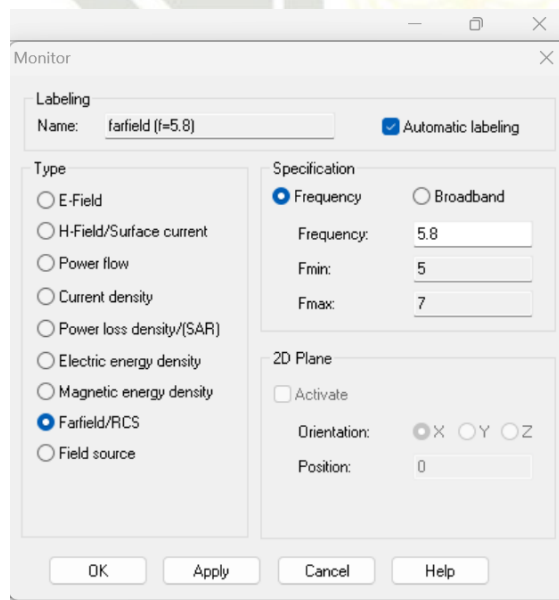 Monitor
Labeling
Name: farfield (f=5.8)
Automatic labeling
Type
E-Field
H-Field/Surface current
Power flow
Current density
Power loss density/(SAR)
Electric energy density
Magnetic energy density
Farfield/RCS
Field source
Specification
Frequency Broadband
Frequency: 5.8
Fmin: 5
Fmax: 7
2D Plane
Activate
Orientation: X Y Z
Position: 0
OK Apply Cancel Help